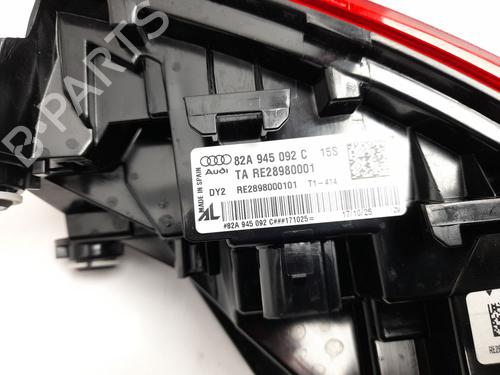 B-PARTS
MADE IN SPAIN
Audi 82A 945 092 C 15S
TA RE28980001
DY2 RE2898000101 T1-414
AL
#82A 945 092 C###171025= 17/10/25